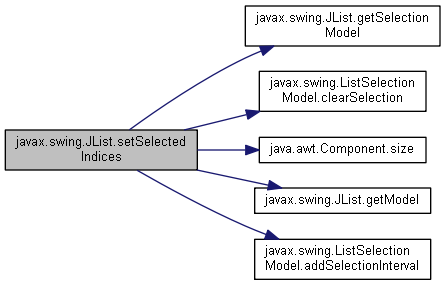 javax.swing.JList.getSelection
Model
javax.swing.ListSelection
Model.clearSelection
javax.swing.JList.setSelected
Indices
java.awt.Component.size
javax.swing.JList.getModel
javax.swing.ListSelection
Model.addSelectionInterval